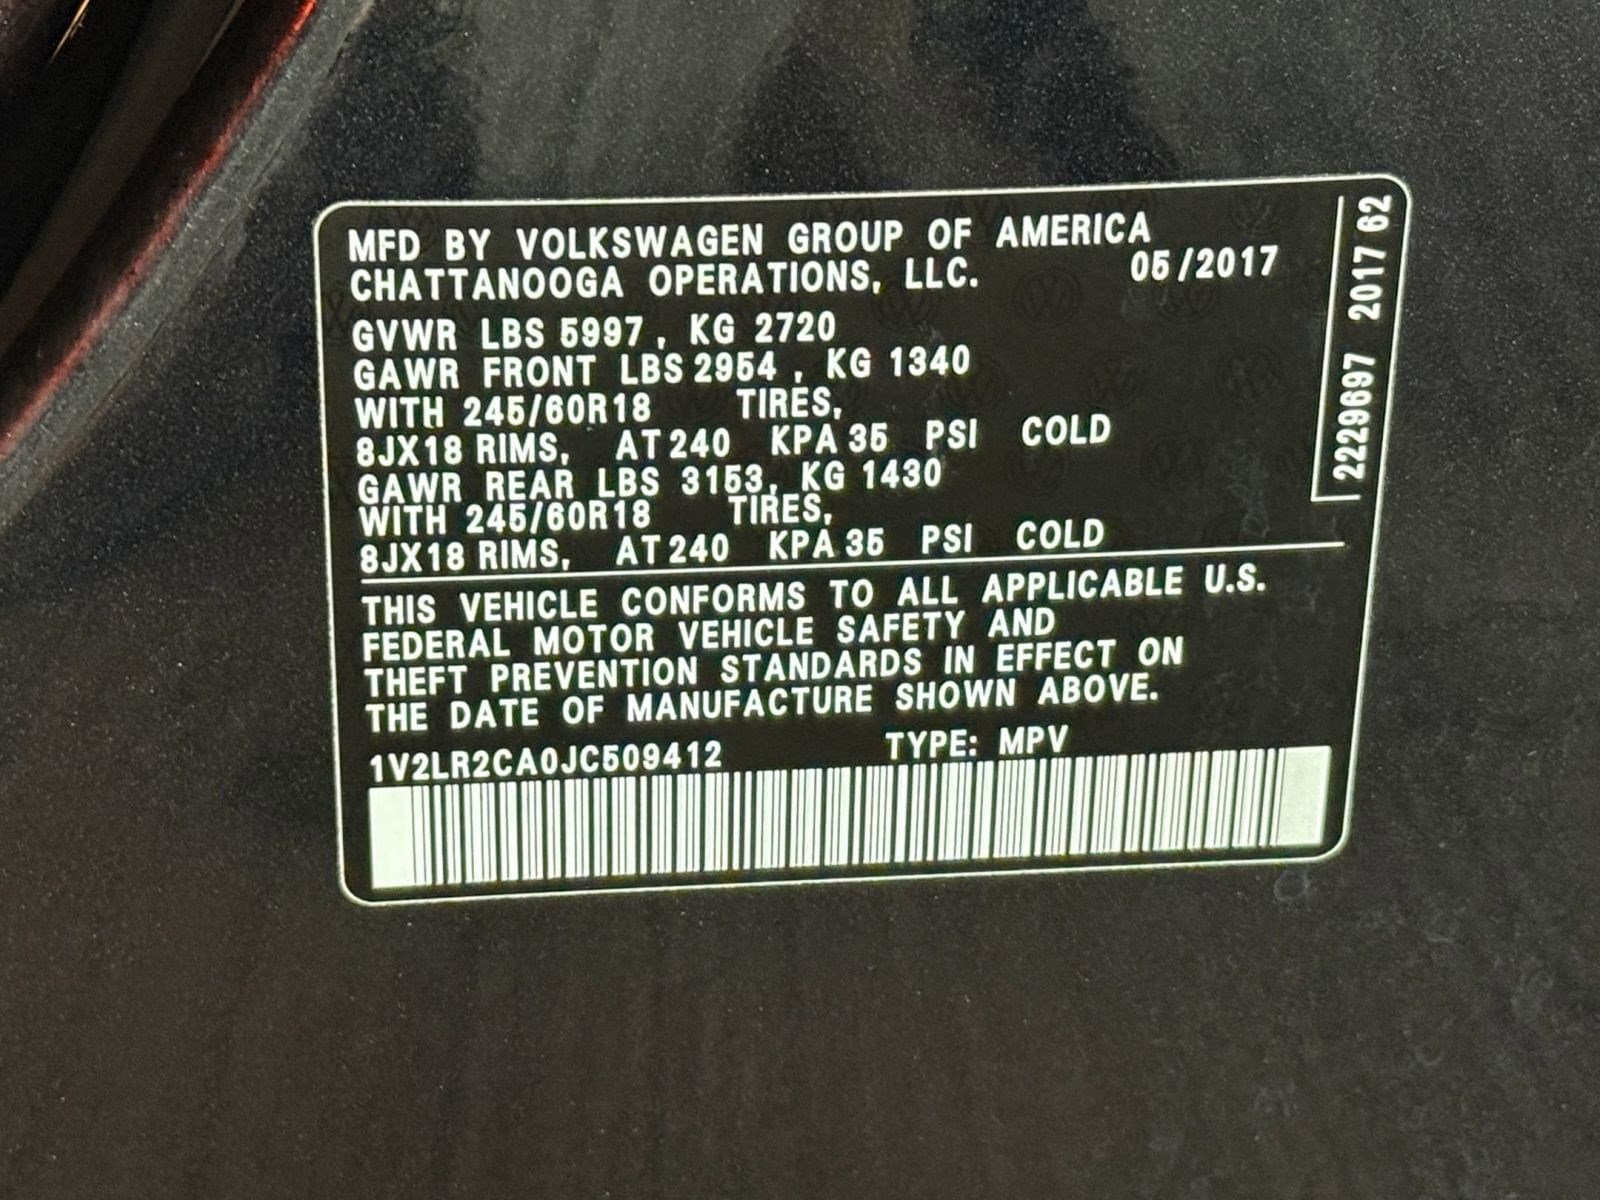 MFD BY VOLKSWAGEN GROUP OF AMERICA
CHATTANOOGA OPERATIONS, LLC. 05/2017
GVWR LBS 5997, KG 2720
GAWR FRONT LBS 2954, KG 1340
WITH 245/60R18 TIRES,
8JX18 RIMS, AT 240 KPA 35 PSI COLD
GAWR REAR LBS 3153, KG 1430
WITH 245/60R18 TIRES,
8JX18 RIMS, AT 240 KPA 35 PSI COLD
THIS VEHICLE CONFORMS TO ALL APPLICABLE U.S.
FEDERAL MOTOR VEHICLE SAFETY AND
THEFT PREVENTION STANDARDS IN EFFECT ON
THE DATE OF MANUFACTURE SHOWN ABOVE.
1V2LR2CA0JC509412 TYPE: MPV
2229697 2017 62